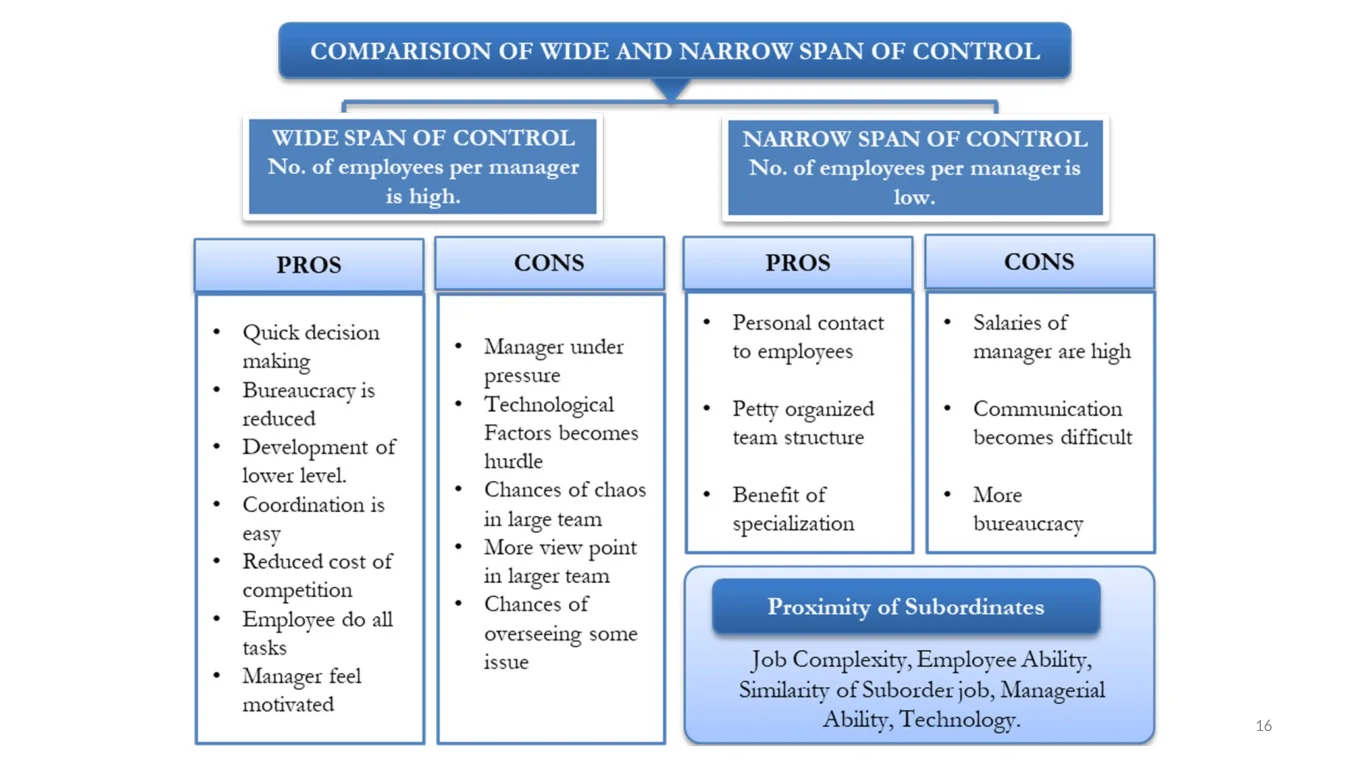 COMPARISION OF WIDE AND NARROW SPAN OF CONTROL
WIDE SPAN OF CONTROL
No. of employees per manager
is high.
NARROW SPAN OF CONTROL
No. of employees per manager is
low.
PROS
• Quick decision
making
• Bureaucracy is
reduced
• Development of
lower level.
• Coordination is
easy
• Reduced cost of
competition
• Employee do all
tasks
• Manager feel
motivated
CONS
• Manager under
pressure
• Technological
Factors becomes
hurdle
• Chances of chaos
in large team
• More view point
in larger team
• Chances of
overseeing some
issue
PROS
• Personal contact
to employees
• Petty organized
team structure
• Benefit of
specialization
CONS
• Salaries of
manager are high
• Communication
becomes difficult
• More
bureaucracy
Proximity of Subordinates
Job Complexity, Employee Ability,
Similarity of Suborder job, Managerial
Ability, Technology.
16